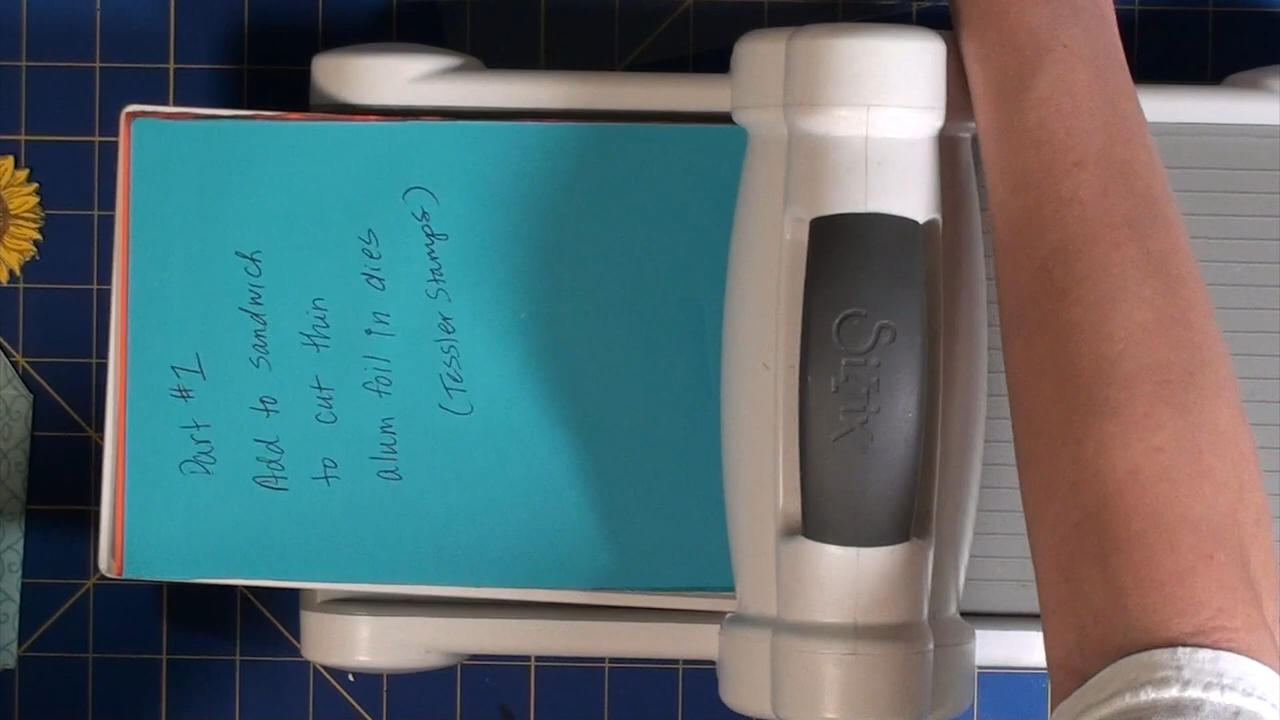 Part #1
Add to sandwich
to cut thin
alum foil in dies
(Tessler Stamps)
Sizzix